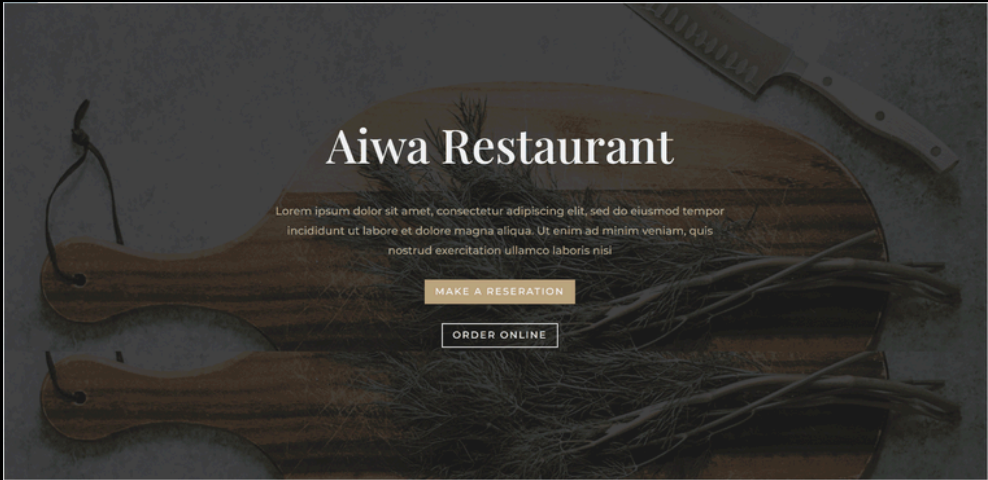 Aiwa Restaurant
Lorem ipsum dolor sit amet, consectetur adipiscing elit, sed do eiusmod tempor
incididunt ut labore et dolore magna aliqua. Ut enim ad minim veniam, quis
nostrud exercitation ullamco laboris nisi
MAKE A RESERATION
ORDER ONLINE